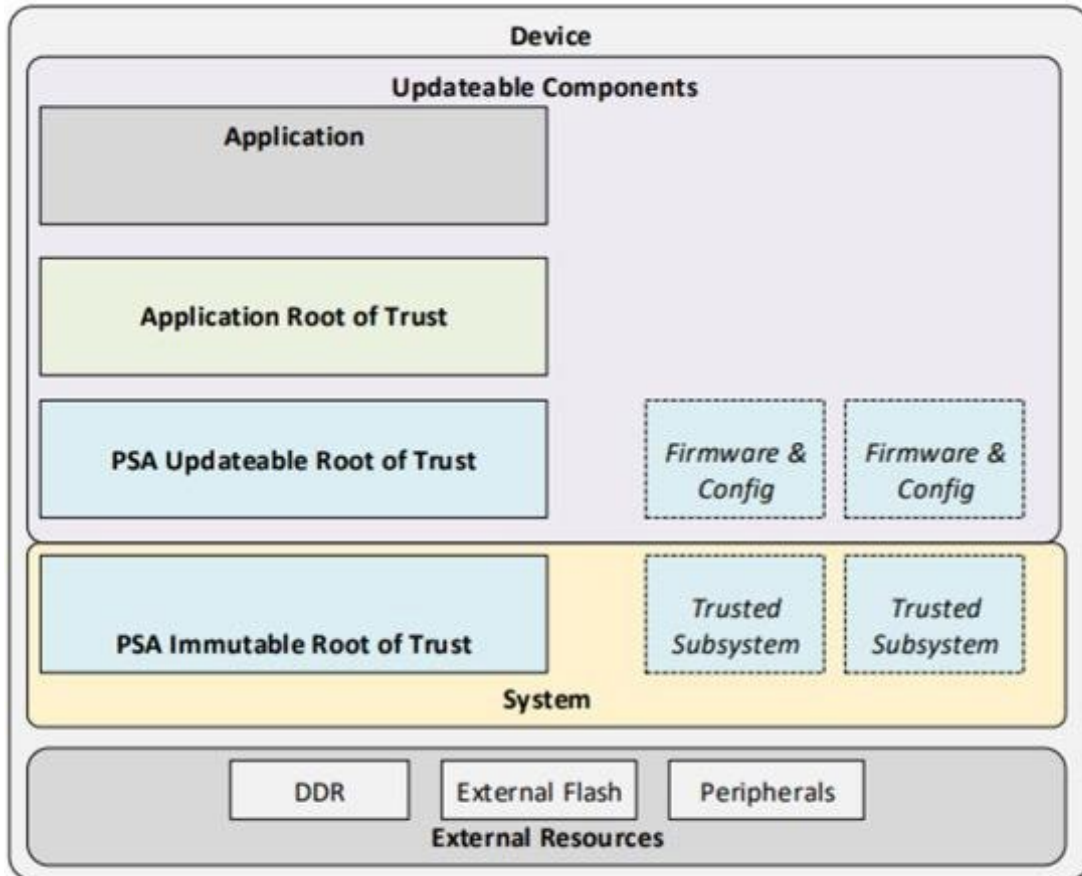 Device
Updateable Components
Application
Application Root of Trust
PSA Updateable Root of Trust
Firmware &
Config
Firmware &
Config
PSA Immutable Root of Trust
Trusted
Subsystem
Trusted
Subsystem
System
DDR
External Flash
Peripherals
External Resources